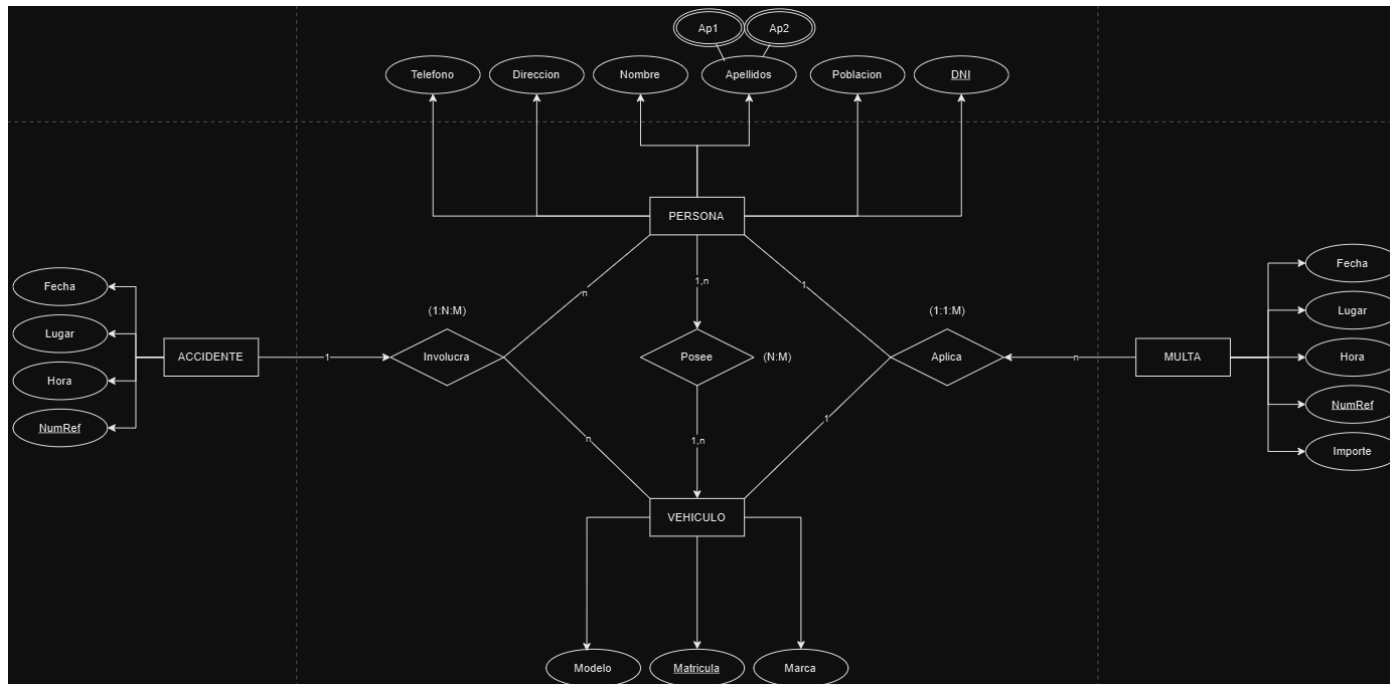 Ap1
Ap2
Telefono
Direccion
Nombre
Apellidos
Poblacion
DNI
PERSONA
Fecha
Lugar
Hora
NumRef
ACCIDENTE
1
(1:N:M)
Involucra
n
n
1,n
Posee
(N:M)
1,n
1
(1:1:M)
Aplica
1
n
MULTA
Fecha
Lugar
Hora
NumRef
Importe
VEHICULO
Modelo
Matricula
Marca